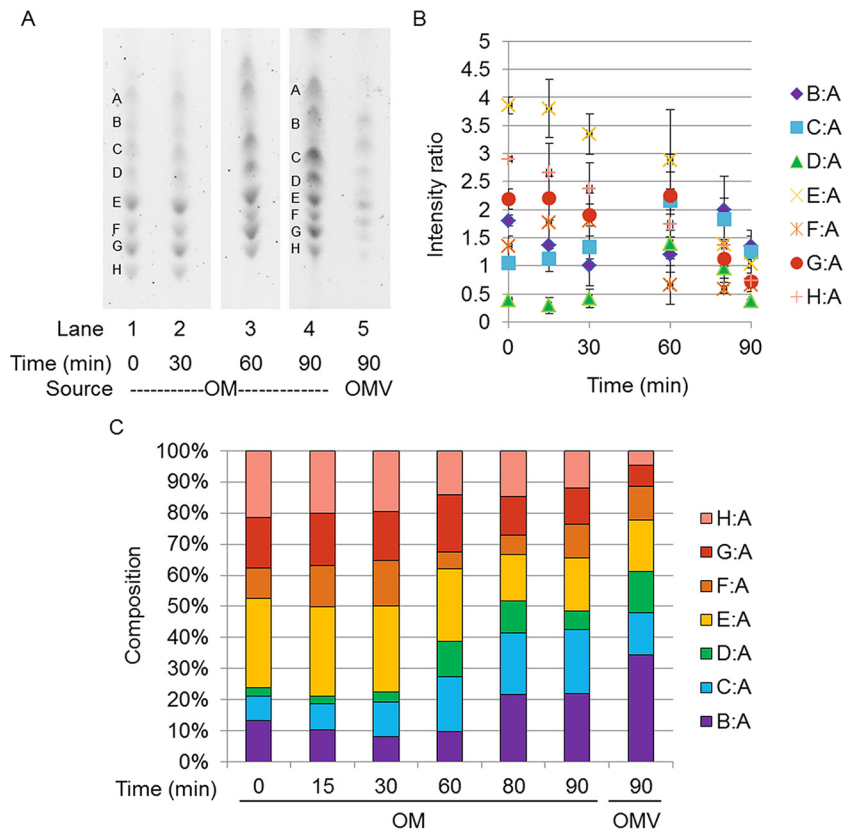 A
A
B
C
D
E
F
G
H
A
B
C
D
E
F
G
H
Lane 1 2 3 4 5
Time (min) 0 30 60 90 90
Source -----------OM-------------- OMV
B
5
4.5
4
3.5
3
2.5
2
1.5
1
0.5
0
Intensity ratio
0 30 60 90
Time (min)
B:A
C:A
D:A
E:A
F:A
G:A
H:A
C
100%
90%
80%
70%
60%
50%
40%
30%
20%
10%
0%
Composition
H:A
G:A
F:A
E:A
D:A
C:A
B:A
Time (min) 0 15 30 60 80 90 90
OM OMV